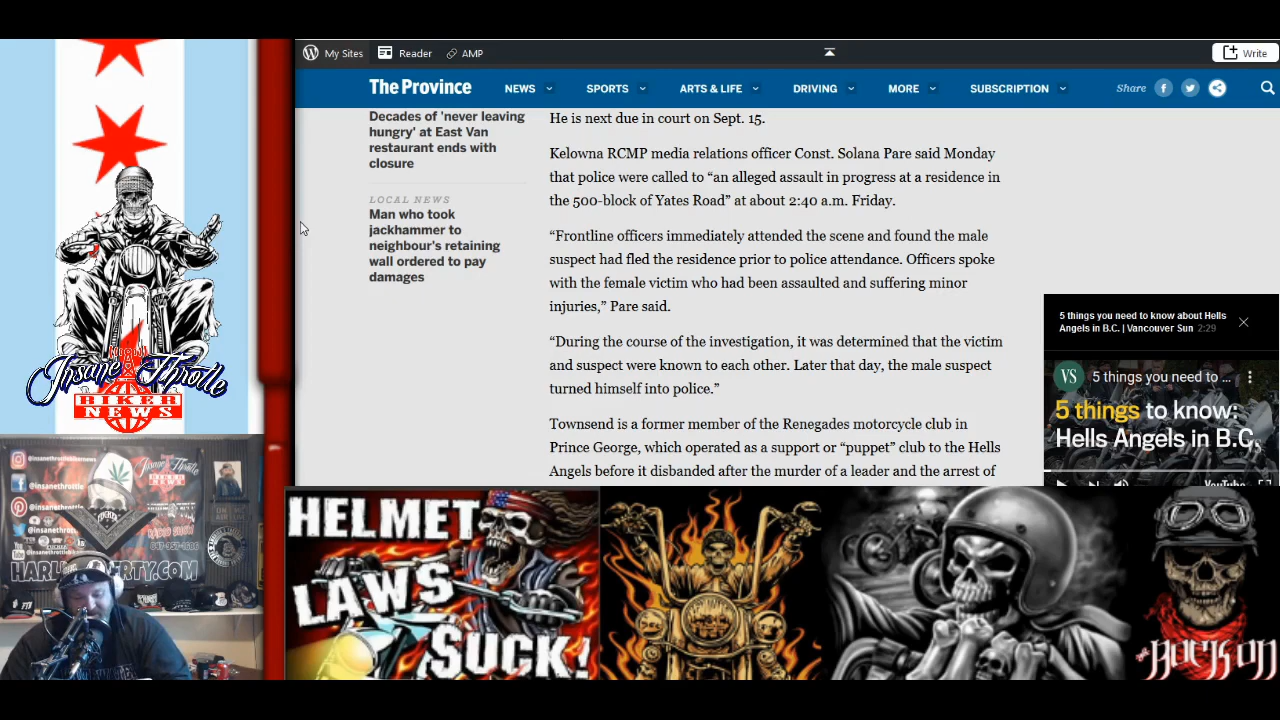 My Sites
Reader
AMP
Write
The Province
NEWS
SPORTS
ARTS & LIFE
DRIVING
MORE
SUBSCRIPTION
Share
Decades of 'never leaving
hungry' at East Van
restaurant ends with
closure
LOCAL NEWS
Man who took
jackhammer to
neighbour's retaining
wall ordered to pay
damages
He is next due in court on Sept. 15.
Kelowna RCMP media relations officer Const. Solana Pare said Monday
that police were called to “an alleged assault in progress at a residence in
the 500-block of Yates Road” at about 2:40 a.m. Friday.
“Frontline officers immediately attended the scene and found the male
suspect had fled the residence prior to police attendance. Officers spoke
with the female victim who had been assaulted and suffering minor
injuries,” Pare said.
“During the course of the investigation, it was determined that the victim
and suspect were known to each other. Later that day, the male suspect
turned himself into police.”
Townsend is a former member of the Renegades motorcycle club in
Prince George, which operated as a support or “puppet” club to the Hells
Angels before it disbanded after the murder of a leader and the arrest of
5 things you need to know about Hells
Angels in B.C. | Vancouver Sun 2:29
VS
5 things you need to ...
5 things to know:
Hells Angels in B.C.
YouTube
Insane Throttle
BIKER
NEWS
@insanethrottlebikernews
HELMET
LAWS
SUCK!
ROCK ON